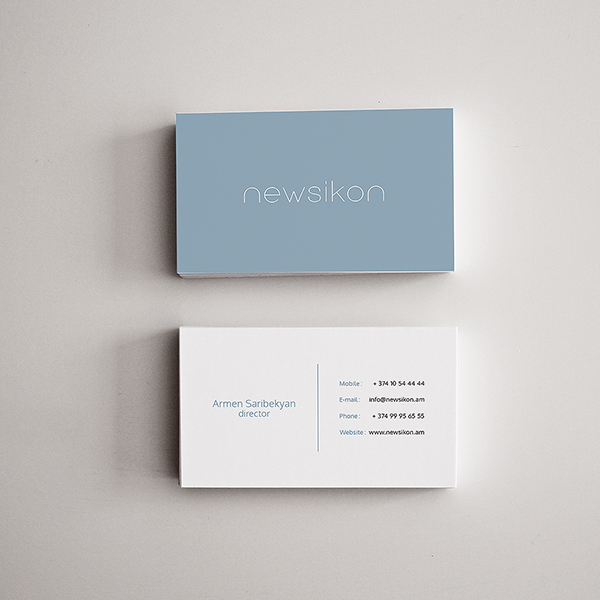 newsikon
Armen Saribekyan
director
Mobile: + 374 10 54 44 44
E-mail: info@newsikon.am
Phone: + 374 99 95 65 55
Website: www.newsikon.am